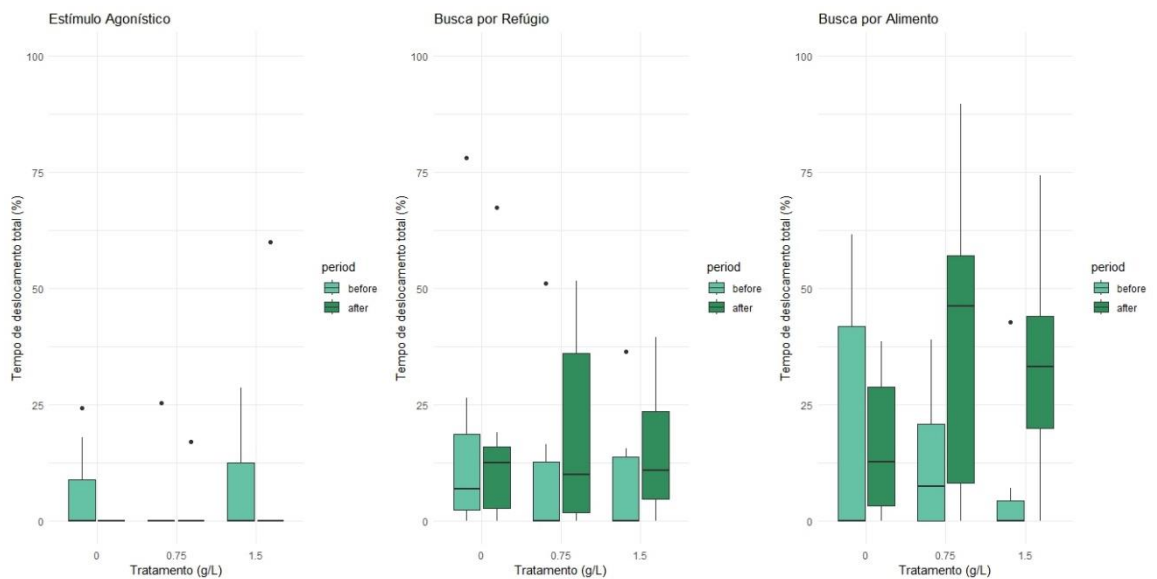 Estímulo Agonístico
Tempo de deslocamento total (%)
100
75
50
25
0
0
0.75
1.5
Tratamento (g/L)
period
before
after
Busca por Refúgio
Tempo de deslocamento total (%)
100
75
50
25
0
0
0.75
1.5
Tratamento (g/L)
period
before
after
Busca por Alimento
Tempo de deslocamento total (%)
100
75
50
25
0
0
0.75
1.5
Tratamento (g/L)
period
before
after